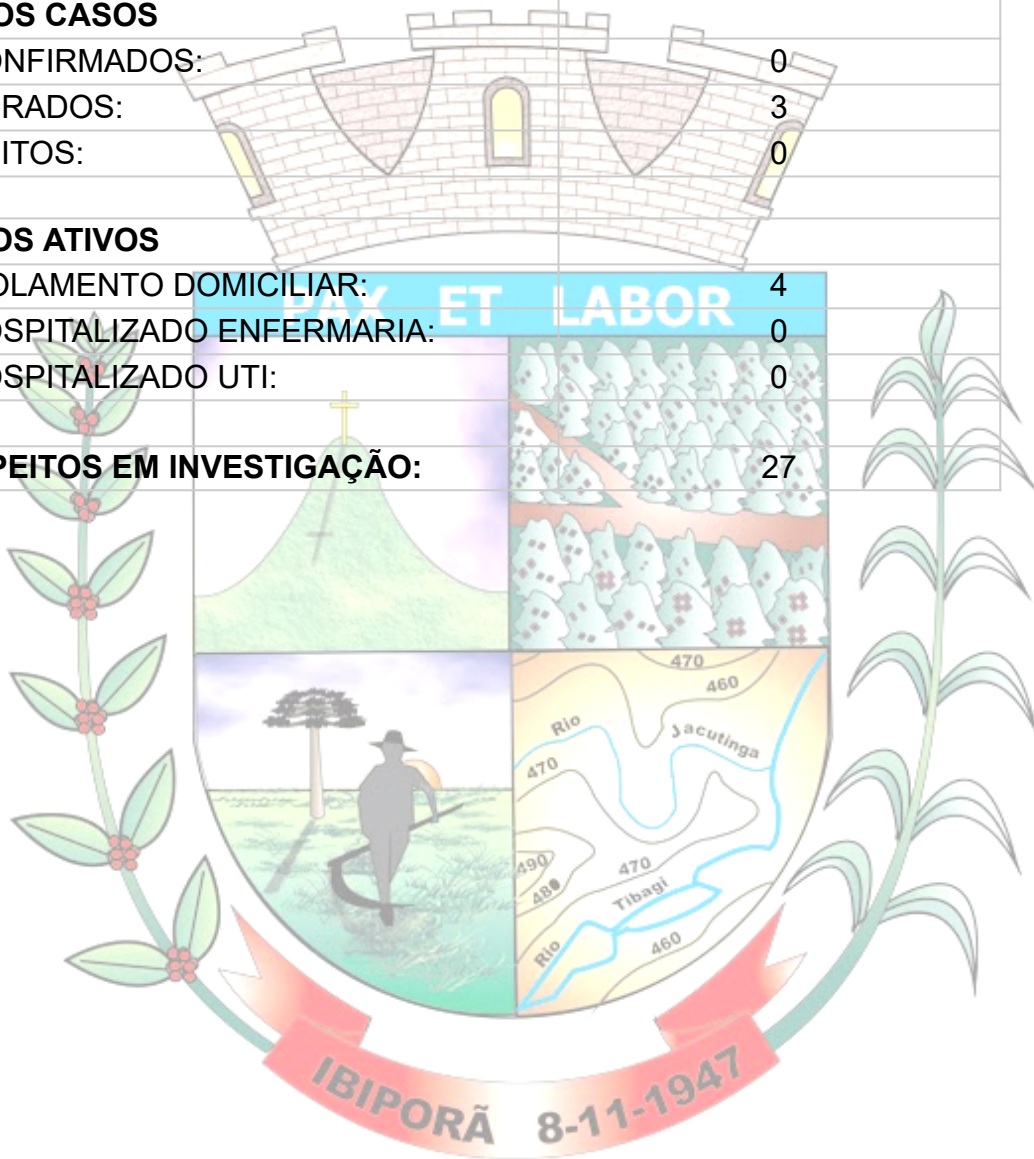 OS CASOS
ONFIRMADOS: 0
RADOS: 3
ITOS: 0
OS ATIVOS
OLAMENTO DOMICILIAR: 4
OSPITALIZADO ENFERMARIA: 0
OSPITALIZADO UTI: 0
PEITOS EM INVESTIGAÇÃO: 27
PAX ET LABOR
470
460
Rio Jacutinga
470
490
480
470
Rio Tibagi
460
IBIPORÃ 8-11-1947